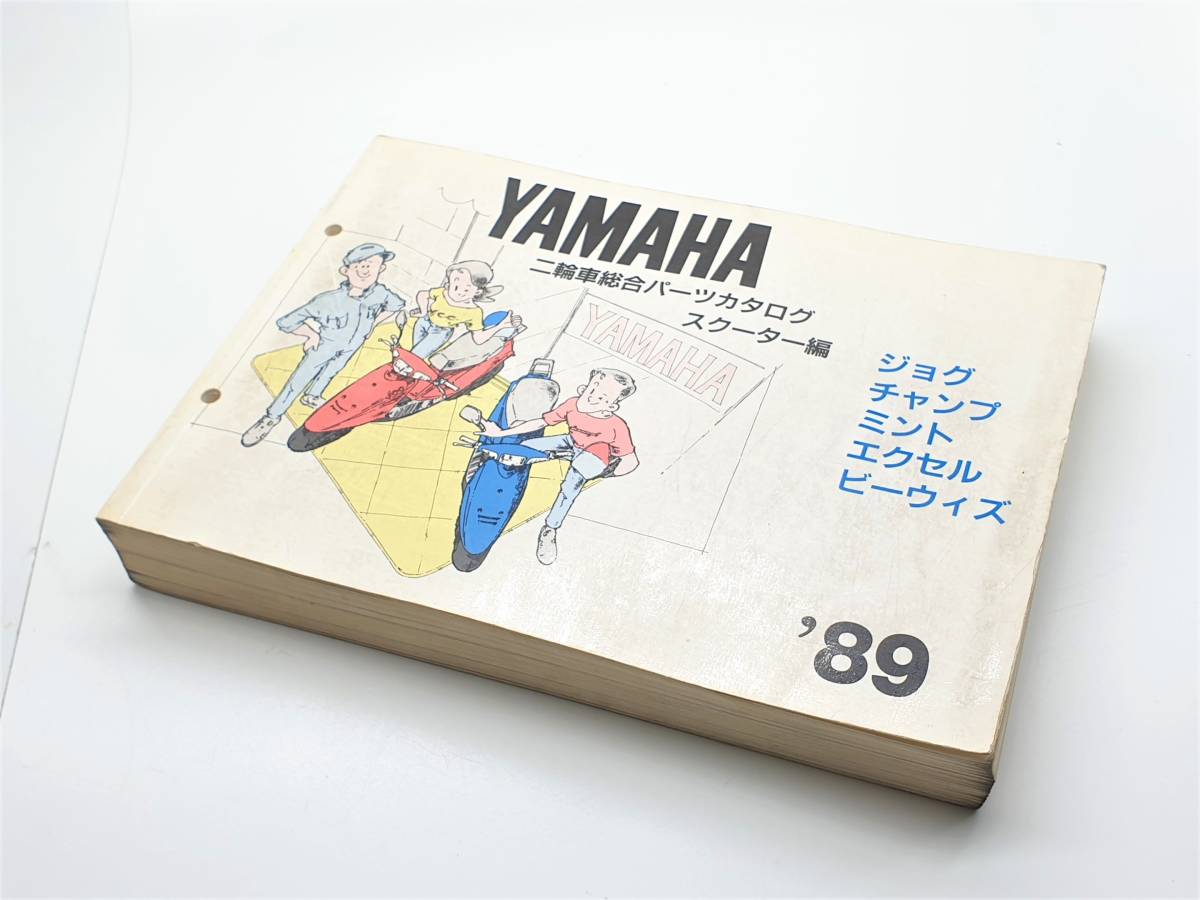 YAMAHA
二輪車総合パーツカタログ
スクーター編
YAMAHA
ジョグ
チャンプ
ミント
エクセル
ビーウィズ
'89